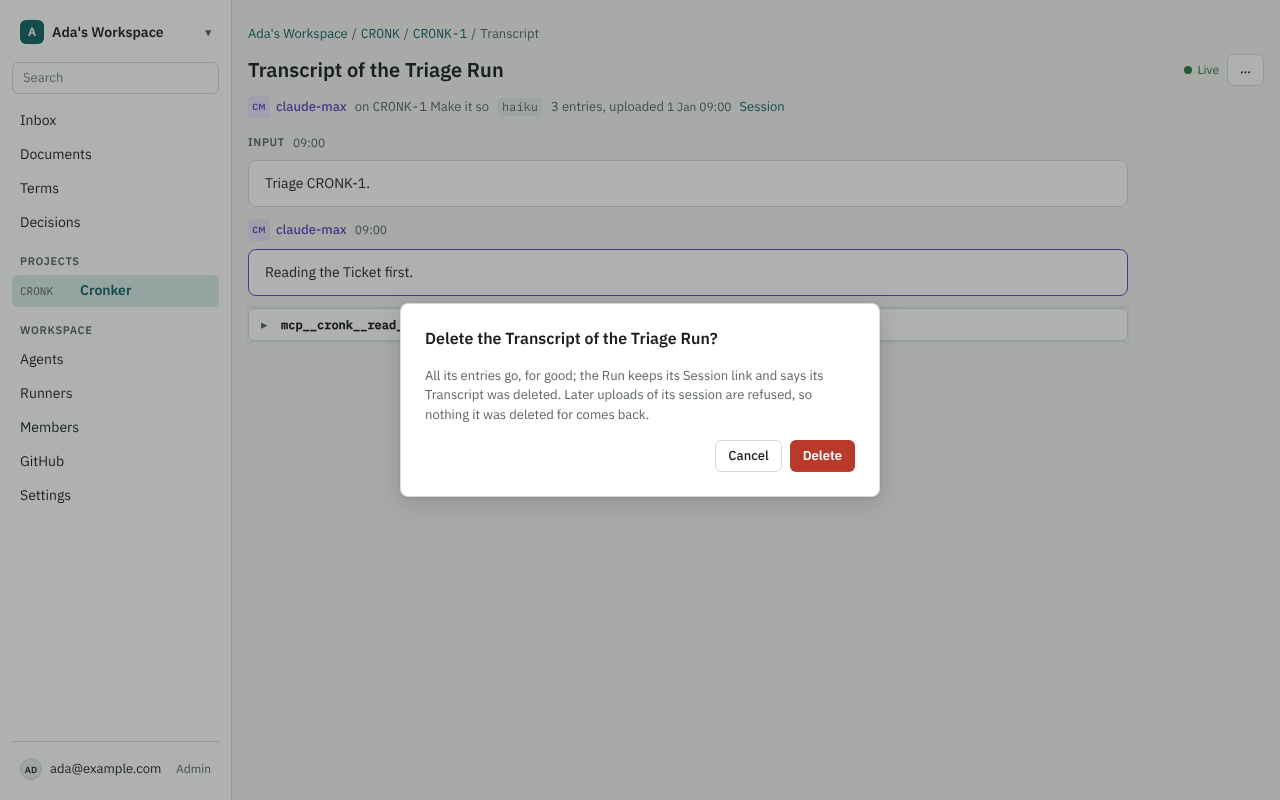 A Ada's Workspace ▾
Search
Inbox
Documents
Terms
Decisions
PROJECTS
CRONK Cronker
WORKSPACE
Agents
Runners
Members
GitHub
Settings
AD ada@example.com Admin
Ada's Workspace / CRONK / CRONK-1 / Transcript
Transcript of the Triage Run
Live ...
CM claude-max on CRONK-1 Make it so haiku 3 entries, uploaded 1 Jan 09:00 Session
INPUT 09:00
Triage CRONK-1.
CM claude-max 09:00
Reading the Ticket first.
▸ mcp__cronk__read_
Delete the Transcript of the Triage Run?
All its entries go, for good; the Run keeps its Session link and says its
Transcript was deleted. Later uploads of its session are refused, so
nothing it was deleted for comes back.
Cancel Delete